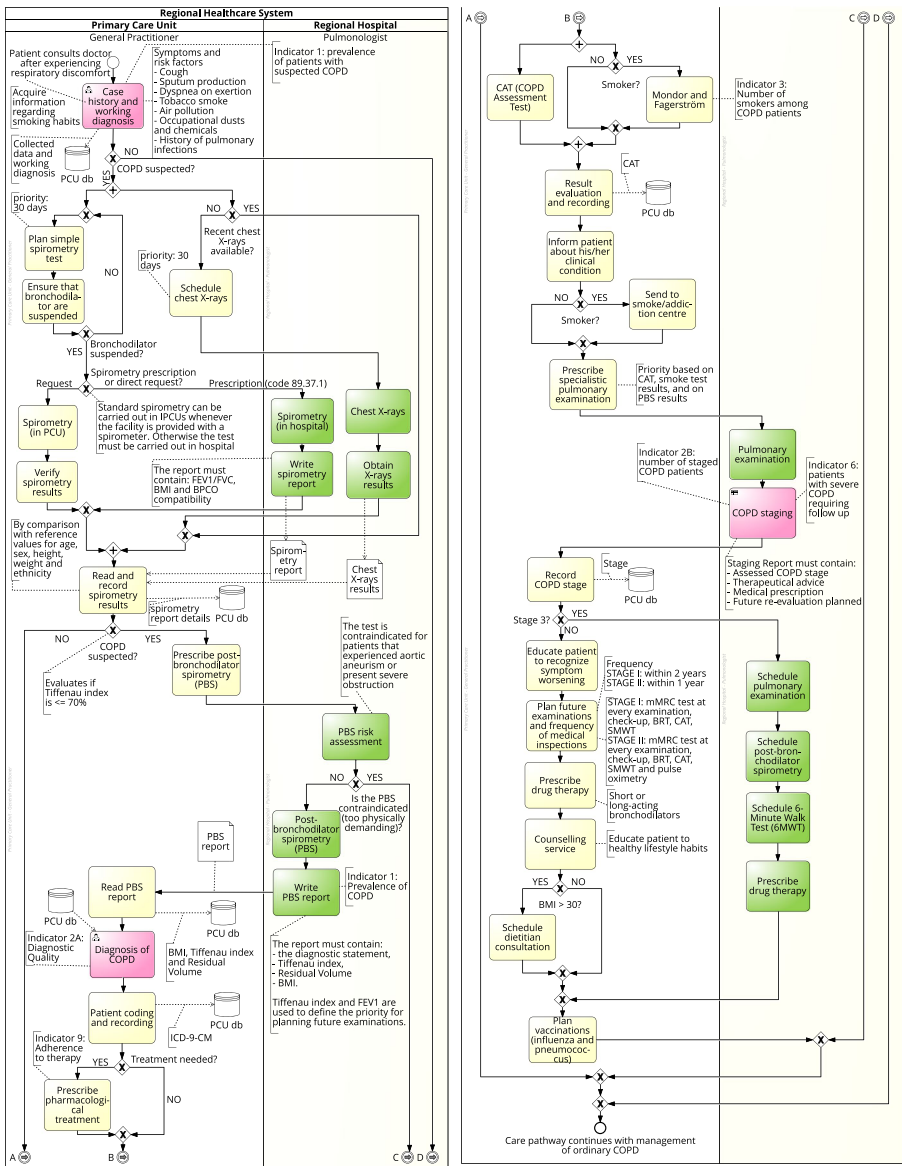 Regional Healthcare System
Primary Care Unit
Regional Hospital
General Practitioner
Pulmonologist
Patient consults doctor
after experiencing
respiratory discomfort
Acquire
information
regarding
smoking habits
Case
history and
working
diagnosis
Symptoms and
risk factors
- Cough
- Sputum production
- Dyspnea on exertion
- Tobacco smoke
- Air pollution
- Occupational dusts
and chemicals
- History of pulmonary
infections
Indicator 1: prevalence
of patients with
suspected COPD
Collected
data and
working
diagnosis
PCU db
NO
YES
COPD suspected?
priority:
30 days
Plan simple
spirometry
test
Ensure that
bronchodila-
tor are
suspended
NO
YES
Bronchodilator
suspended?
NO
YES
Recent chest
X-rays
available?
priority: 30
days
Schedule
chest X-rays
Spirometry prescription
or direct request?
Request
Prescription (code 89.37.1)
Standard spirometry can be
carried out in IPCUs whenever
the facility is provided with a
spirometer. Otherwise the test
must be carried out in hospital
Spirometry
(in PCU)
Spirometry
(in hospital)
Chest X-rays
Verify
spirometry
results
The report must
contain: FEV1/FVC,
BMI and BPCO
compatibility
Write
spirometry
report
Obtain
X-rays
results
By comparison
with reference
values for age,
sex, height,
weight and
ethnicity
Spirom-
etry
report
Chest
X-rays
results
Read and
record
spirometry
results
spirometry
report details
PCU db
NO
YES
COPD
suspected?
Evaluates if
Tiffenau index
is <= 70%
Prescribe post-
bronchodilator
spirometry
(PBS)
The test is
contraindicated for
patients that
experienced aortic
aneurism or
present severe
obstruction
PBS risk
assessment
NO
YES
Is the PBS
contraindicated
(too physically
demanding)?
Post-
bronchodilator
spirometry
(PBS)
PBS
report
Write
PBS report
Indicator 1:
Prevalence of
COPD
Read PBS
report
PCU db
PCU db
Indicator 2A:
Diagnostic
Quality
Diagnosis of
COPD
BMI, Tiffenau index
and Residual
Volume
The report must contain:
- the diagnostic statement,
- Tiffenau index,
- Residual Volume
- BMI.
Tiffenau index and FEV1 are
used to define the priority for
planning future examinations.
Patient coding
and recording
PCU db
ICD-9-CM
Indicator 9:
Adherence
to therapy
YES
Treatment needed?
NO
Prescribe
pharmacologi-
cal
treatment
A
B
C
D
A
B
C
D
NO
YES
Smoker?
CAT (COPD
Assessment
Test)
Mondor and
Fagerström
Indicator 3:
Number of
smokers among
COPD patients
Result
evaluation
and recording
CAT
PCU db
Inform patient
about his/her
clinical
condition
NO
YES
Smoker?
Send to
smoke/addic
tion centre
Prescribe
specialistic
pulmonary
examination
Priority based on
CAT, smoke test
results, and on
PBS results
Pulmonary
examination
Indicator 2B:
number of staged
COPD patients
COPD staging
Indicator 6:
patients
with severe
COPD
requiring
follow up
Staging Report must contain:
- Assessed COPD stage
- Therapeutical advice
- Medical prescription
- Future re-evaluation planned
Record
COPD stage
Stage
PCU db
Stage 3?
YES
NO
Educate patient
to recognize
symptom
worsening
Frequency
STAGE I: within 2 years
STAGE II: within 1 year
Plan future
examinations
and frequency
of medical
inspections
STAGE I: mMRC test at
every examination,
check-up, BRT, CAT,
SMWT
STAGE II: mMRC test at
every examination,
check-up, BRT, CAT,
SMWT and pulse
oximetry
Prescribe
drug therapy
Short or
long-acting
bronchodilators
Counselling
service
Educate patient to
healthy lifestyle habits
YES
NO
BMI > 30?
Schedule
dietitian
consultation
Schedule
pulmonary
examination
Schedule
post-bron-
chodilator
spirometry
Schedule 6-
Minute Walk
Test (6MWT)
Prescribe
drug therapy
Plan
vaccinations
(influenza and
pneumococ-
cus)
Care pathway continues with management
of ordinary COPD